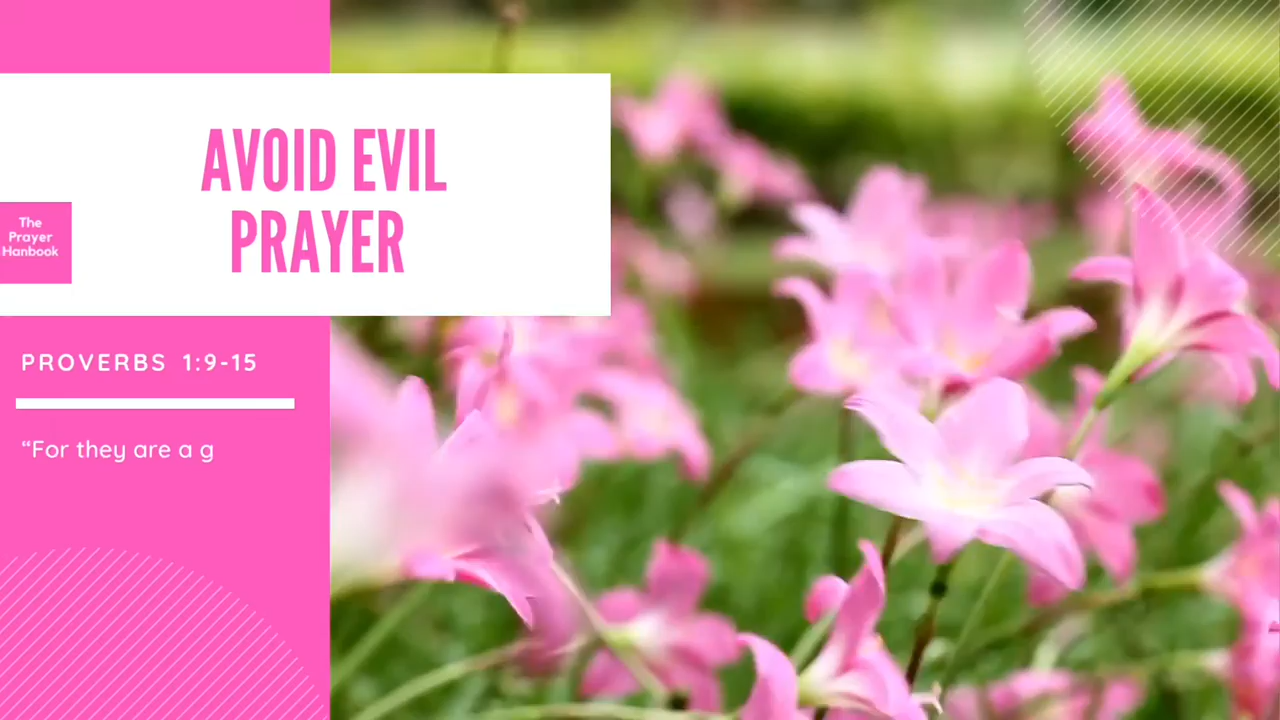 AVOID EVIL
PRAYER
The
Prayer
Hanbook
PROVERBS 1:9-15
“For they are a g